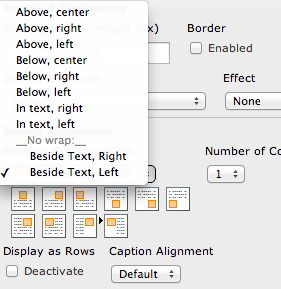 Above, center
Above, right
Above, left
Below, center
Below, right
Below, left
In text, right
In text, left
__No wrap:__
Beside Text, Right
✓ Beside Text, Left
x)
Border
Enabled
Effect
None
Number of Co
1
Display as Rows
Caption Alignment
Deactivate
Default